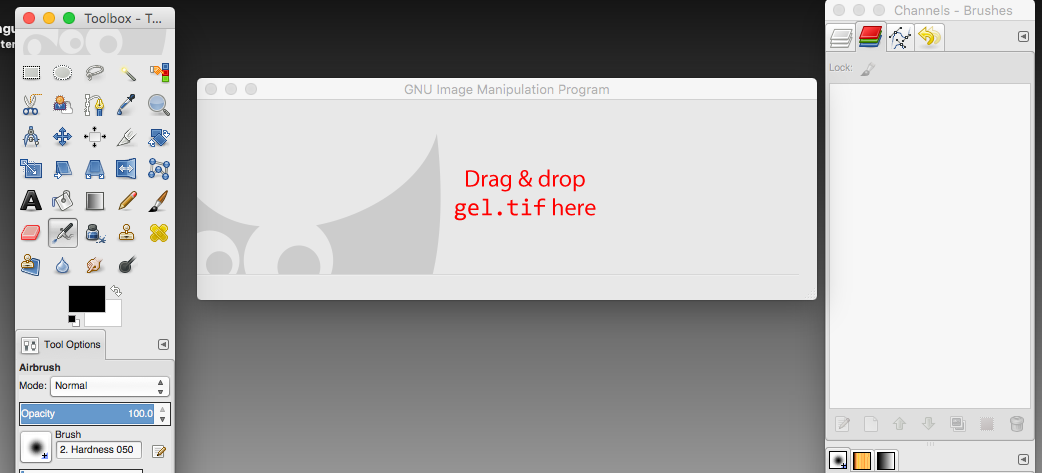 Toolbox - T...
Channels - Brushes
GNU Image Manipulation Program
Drag & drop
gel.tif here
Lock:
Tool Options
Airbrush
Mode: Normal
Opacity 100.0
Brush
2. Hardness 050